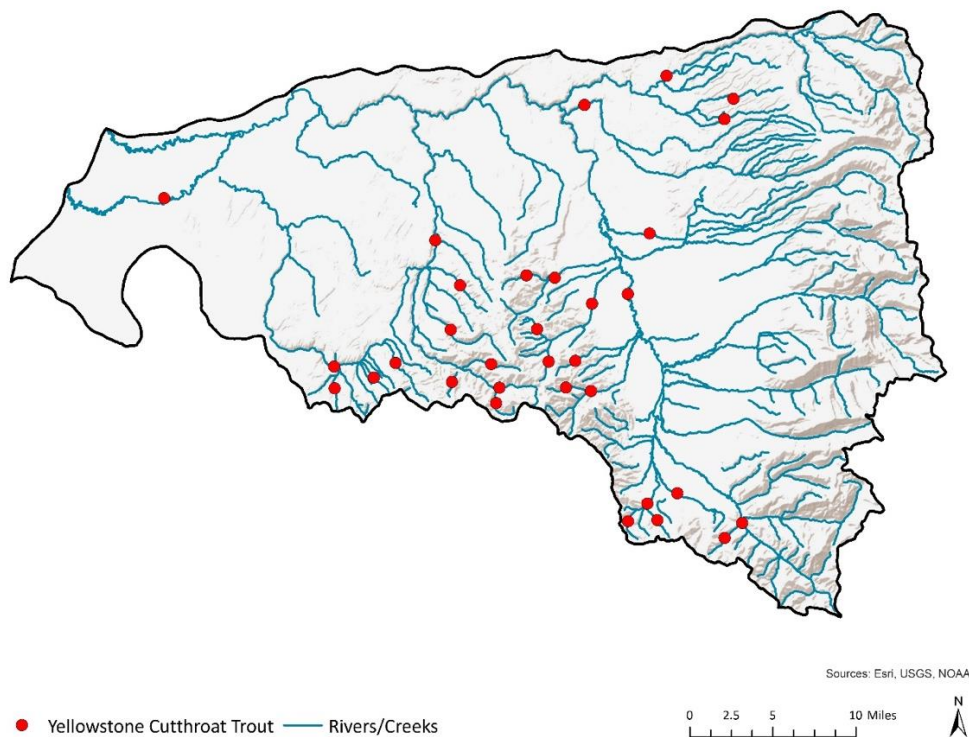 Sources: Esri, USGS, NOAA
N
Yellowstone Cutthroat Trout Rivers/Creeks
0 2.5 5 10 Miles